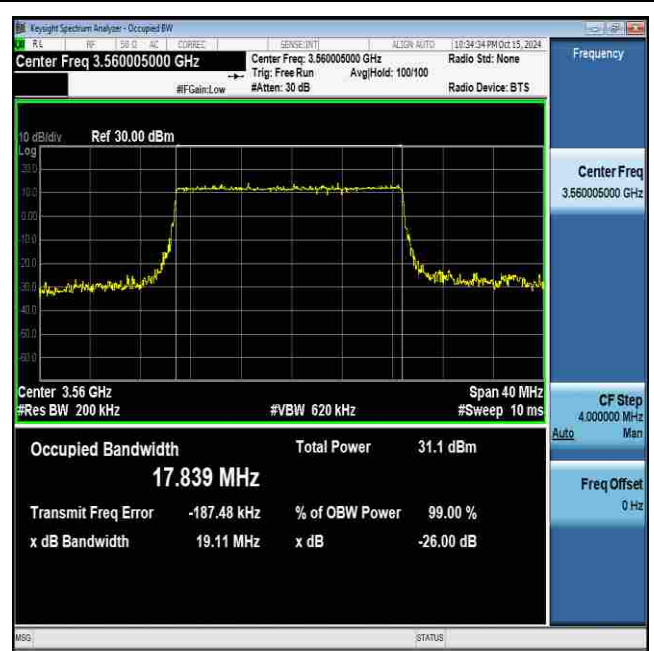 Keysight Spectrum Analyzer - Occupied BW
RL RF 50 Ω AC CORREC SENSE:INT ALIGN AUTO 10:34:34 PM Oct 15, 2024
Center Freq 3.560005000 GHz
Center Freq: 3.560005000 GHz
Radio Std: None
Trig: Free Run Avg|Hold: 100/100
#IFGain:Low
#Atten: 30 dB
Radio Device: BTS
Frequency
10 dB/div Ref 30.00 dBm
Log
20.0
10.0
0.00
-10.0
-20.0
-30.0
-40.0
-50.0
-60.0
Center 3.56 GHz
Span 40 MHz
#Res BW 200 kHz
#VBW 620 kHz
#Sweep 10 ms
Center Freq
3.560005000 GHz
CF Step
4.000000 MHz
Auto Man
Freq Offset
0 Hz
Occupied Bandwidth
17.839 MHz
Total Power 31.1 dBm
Transmit Freq Error -187.48 kHz
% of OBW Power 99.00 %
x dB Bandwidth 19.11 MHz
x dB -26.00 dB
MSG
STATUS